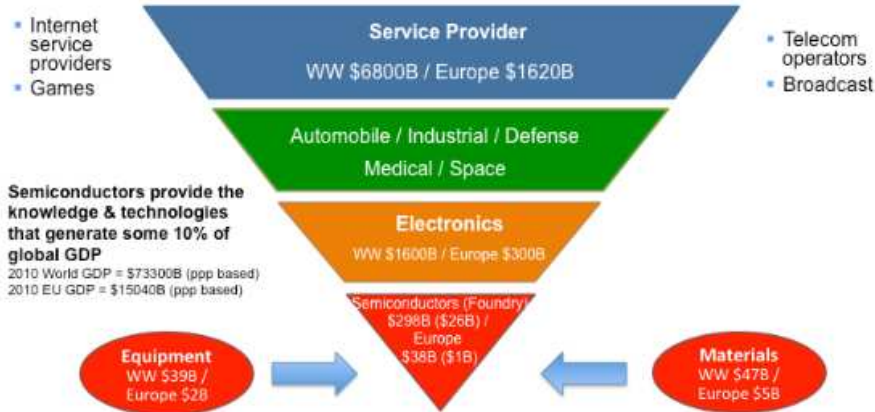 Internet
service
providers
Games
Service Provider
WW $6800B / Europe $1620B
Telecom
operators
Broadcast
Automobile / Industrial / Defense
Medical / Space
Semiconductors provide the
knowledge & technologies
that generate some 10% of
global GDP
2010 World GDP = $73300B (ppp based)
2010 EU GDP = $15040B (ppp based)
Electronics
WW $1600B / Europe $300B
Semiconductors (Foundry)
$298B ($26B) /
Europe
$38B ($1B)
Equipment
WW $39B /
Europe $2B
Materials
WW $47B /
Europe $5B